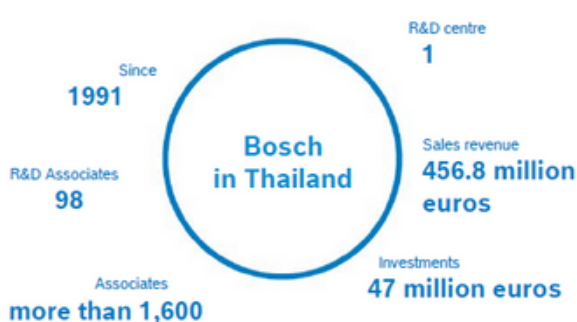 R&D centre
1
Since
1991
Bosch
in Thailand
Sales revenue
456.8 million
euros
R&D Associates
98
Investments
47 million euros
Associates
more than 1,600